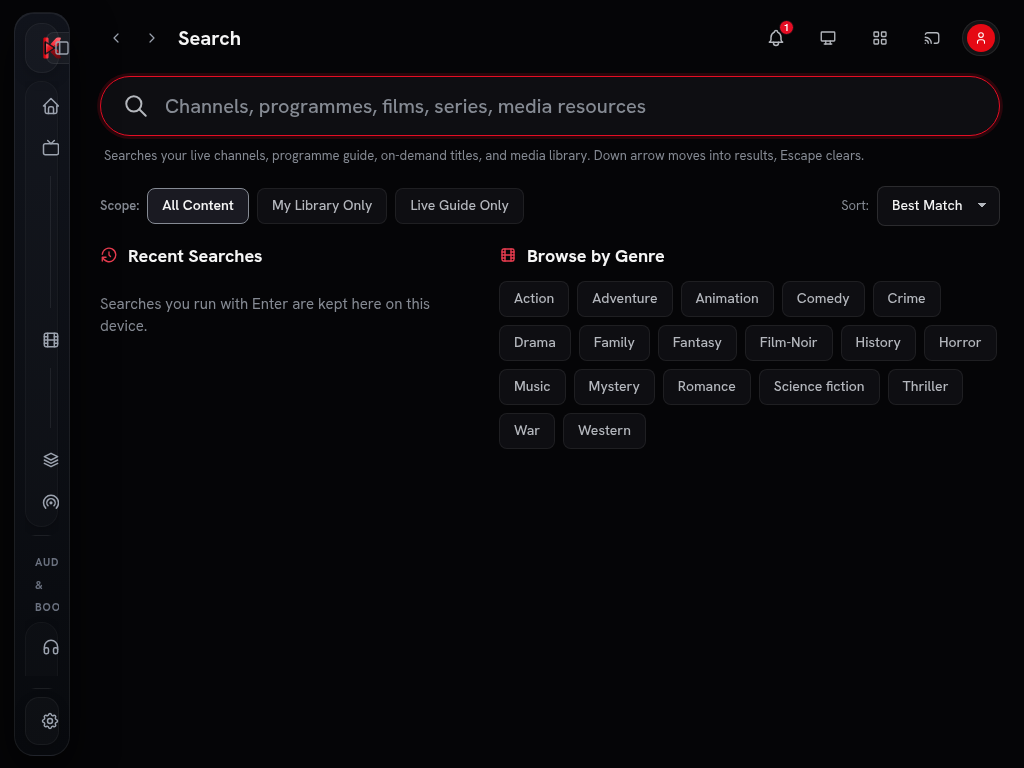 Search
1
Channels, programmes, films, series, media resources
Searches your live channels, programme guide, on-demand titles, and media library. Down arrow moves into results, Escape clears.
Scope: All Content My Library Only Live Guide Only Sort: Best Match
Recent Searches
Searches you run with Enter are kept here on this
device.
Browse by Genre
Action Adventure Animation Comedy Crime
Drama Family Fantasy Film-Noir History Horror
Music Mystery Romance Science fiction Thriller
War Western
AUD
&
BOO